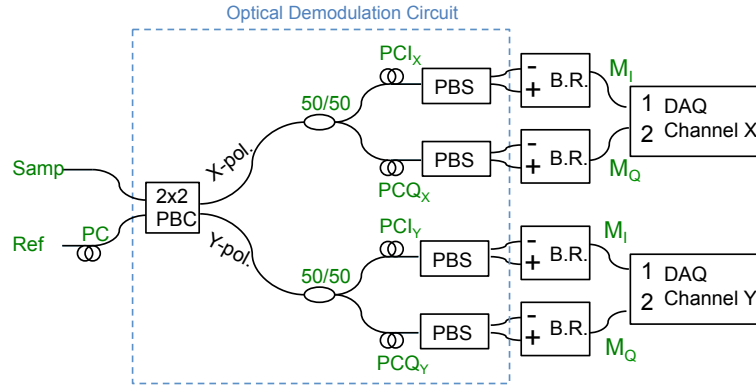 Optical Demodulation Circuit
PCI_X
PBS
-
+
B.R.
M_I
50/50
1 DAQ
2 Channel X
X-pol.
PBS
-
+
B.R.
PCQ_X
M_Q
Samp
2x2
PBC
Ref
PC
Y-pol.
PCI_Y
PBS
-
+
B.R.
M_I
50/50
1 DAQ
2 Channel Y
PBS
-
+
B.R.
PCQ_Y
M_Q